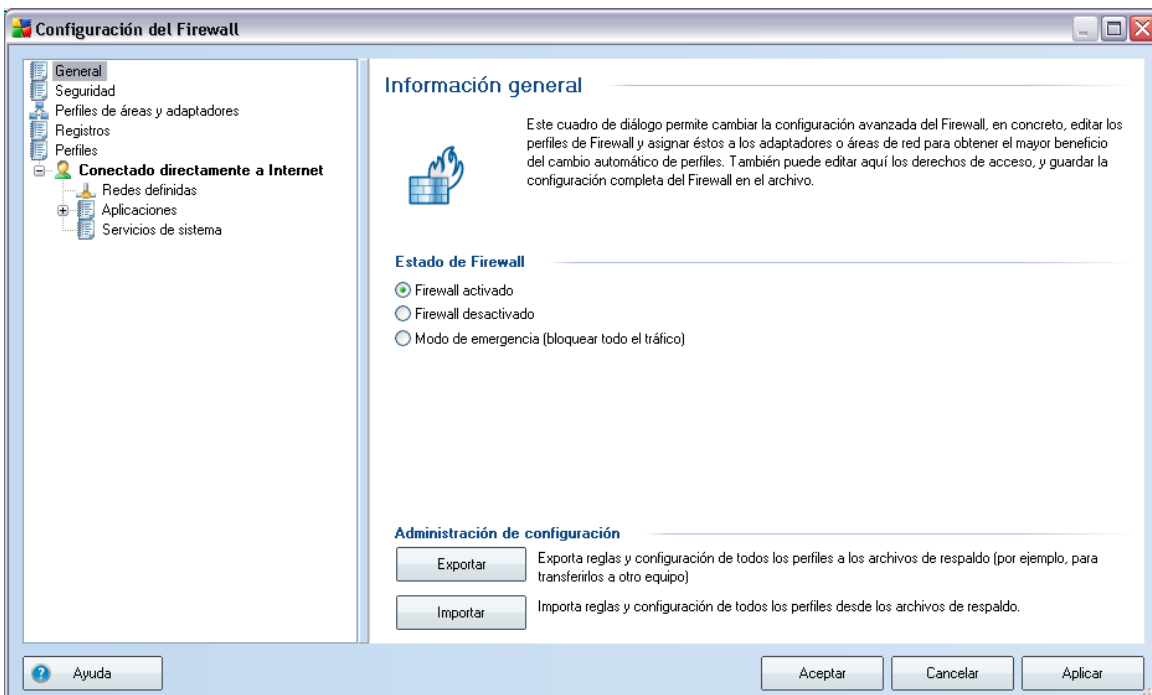 Configuración del Firewall
General
Seguridad
Perfiles de áreas y adaptadores
Registros
Perfiles
Conectado directamente a Internet
Redes definidas
Aplicaciones
Servicios de sistema
Información general
Este cuadro de diálogo permite cambiar la configuración avanzada del Firewall, en concreto, editar los
perfiles de Firewall y asignar éstos a los adaptadores o áreas de red para obtener el mayor beneficio
del cambio automático de perfiles. También puede editar aquí los derechos de acceso, y guardar la
configuración completa del Firewall en el archivo.
Estado de Firewall
Firewall activado
Firewall desactivado
Modo de emergencia (bloquear todo el tráfico)
Administración de configuración
Exportar
Exporta reglas y configuración de todos los perfiles a los archivos de respaldo (por ejemplo, para
transferirlos a otro equipo)
Importar
Importa reglas y configuración de todos los perfiles desde los archivos de respaldo.
Ayuda
Aceptar
Cancelar
Aplicar